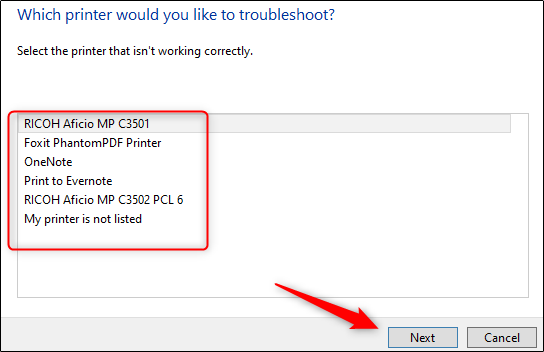 Which printer would you like to troubleshoot?
Select the printer that isn't working correctly.
RICOH Aficio MP C3501
Foxit PhantomPDF Printer
OneNote
Print to Evernote
RICOH Aficio MP C3502 PCL 6
My printer is not listed
Next
Cancel